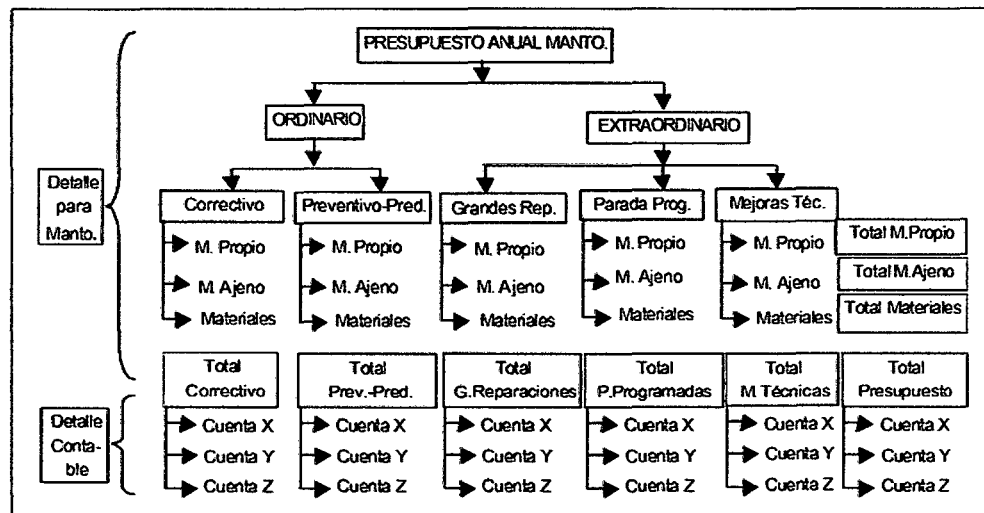 PRESUPUESTO ANUAL MANTO.
ORDINARIO
EXTRAORDINARIO
Detalle
para
Manto.
Correctivo
Preventivo-Pred.
Grandes Rep.
Parada Prog.
Mejoras Téc.
M. Propio
M. Propio
M. Propio
M. Propio
M. Propio
Total M.Propio
M. Ajeno
M. Ajeno
M. Ajeno
M. Ajeno
M. Ajeno
Total M.Ajeno
Materiales
Materiales
Materiales
Materiales
Materiales
Total Materiales
Total
Correctivo
Total
Prev.-Pred.
Total
G.Reparaciones
Total
P.Programadas
Total
M.Técnicas
Total
Presupuesto
Detalle
Conta-
ble
Cuenta X
Cuenta X
Cuenta X
Cuenta X
Cuenta X
Cuenta X
Cuenta Y
Cuenta Y
Cuenta Y
Cuenta Y
Cuenta Y
Cuenta Y
Cuenta Z
Cuenta Z
Cuenta Z
Cuenta Z
Cuenta Z
Cuenta Z